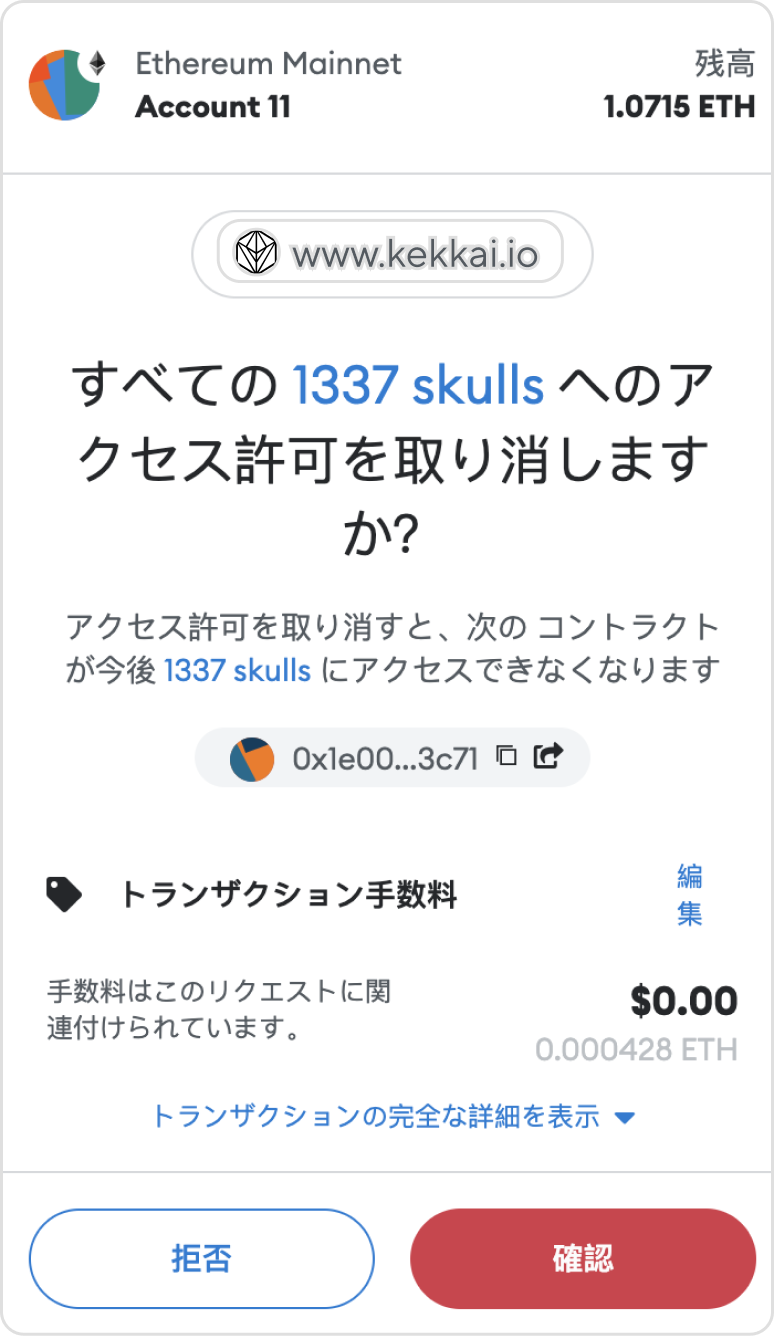 Ethereum Mainnet
残高
Account 11
1.0715 ETH
www.kekkai.io
すべての 1337 skulls へのア
クセス許可を取り消します
か?
アクセス許可を取り消すと、次の コントラクト
が今後 1337 skulls にアクセスできなくなります
0x1e00...3c71
トランザクション手数料
編
集
手数料はこのリクエストに関
連付けられています。
$0.00
0.000428 ETH
トランザクションの完全な詳細を表示
拒否
確認